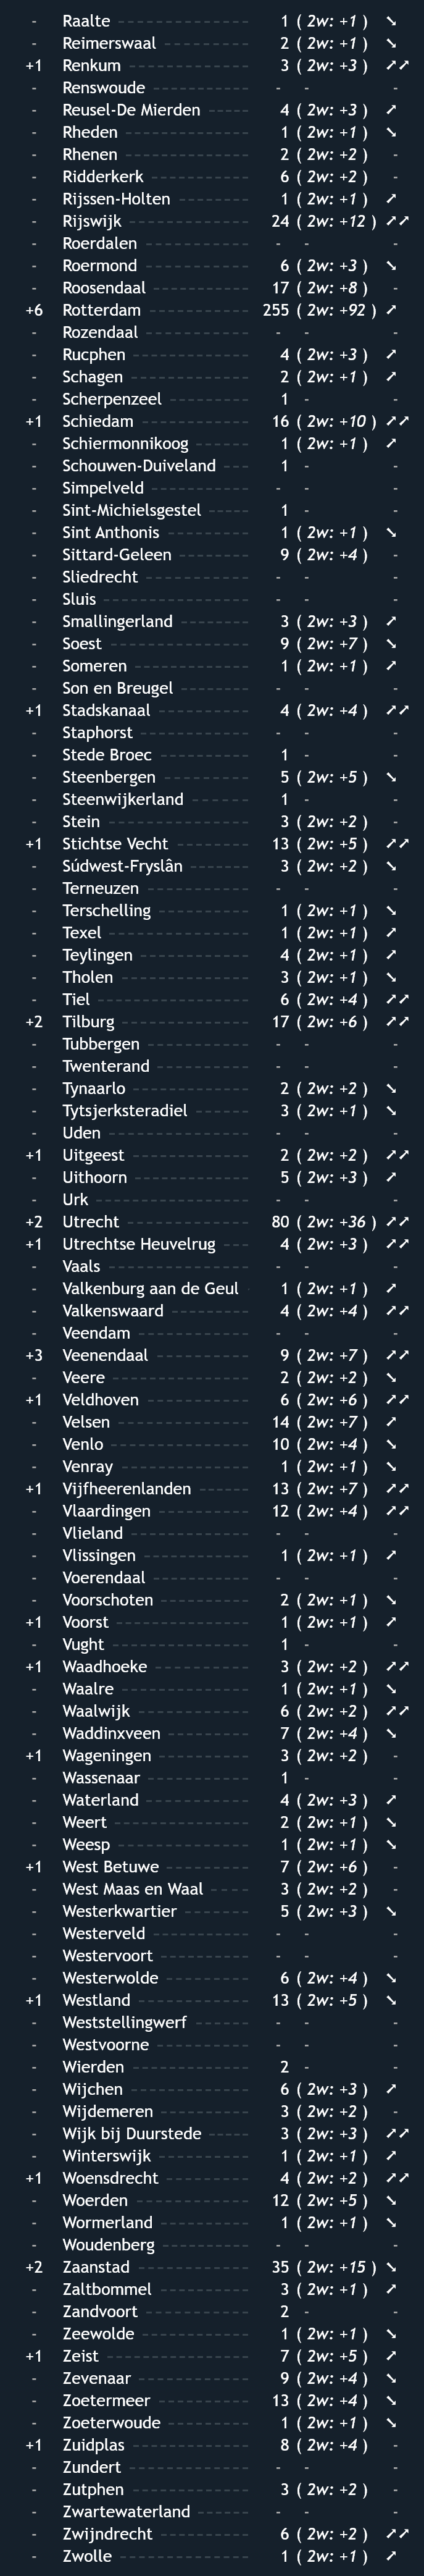 - Raalte 1 ( 2w: +1 ) ➘
- Reimerswaal 2 ( 2w: +1 ) ➘
+1 Renkum 3 ( 2w: +3 ) ➚➚
- Renswoude - - -
- Reusel-De Mierden 4 ( 2w: +3 ) ➚
- Rheden 1 ( 2w: +1 ) ➘
- Rhenen 2 ( 2w: +2 ) -
- Ridderkerk 6 ( 2w: +2 ) -
- Rijssen-Holten 1 ( 2w: +1 ) ➚
- Rijswijk 24 ( 2w: +12 ) ➚➚
- Roerdalen - - -
- Roermond 6 ( 2w: +3 ) ➘
- Roosendaal 17 ( 2w: +8 ) -
+6 Rotterdam 255 ( 2w: +92 ) ➚
- Rozendaal - - -
- Rucphen 4 ( 2w: +3 ) ➚
- Schagen 2 ( 2w: +1 ) ➚
- Scherpenzeel 1 - -
+1 Schiedam 16 ( 2w: +10 ) ➚➚
- Schiermonnikoog 1 ( 2w: +1 ) ➚
- Schouwen-Duiveland 1 - -
- Simpelveld - - -
- Sint-Michielsgestel 1 - -
- Sint Anthonis 1 ( 2w: +1 ) ➘
- Sittard-Geleen 9 ( 2w: +4 ) -
- Sliedrecht - - -
- Sluis - - -
- Smallingerland 3 ( 2w: +3 ) ➚
- Soest 9 ( 2w: +7 ) ➘
- Someren 1 ( 2w: +1 ) ➚
- Son en Breugel - - -
+1 Stadskanaal 4 ( 2w: +4 ) ➚➚
- Staphorst - - -
- Stede Broec 1 - -
- Steenbergen 5 ( 2w: +5 ) ➘
- Steenwijkerland 1 - -
- Stein 3 ( 2w: +2 ) -
+1 Stichtse Vecht 13 ( 2w: +5 ) ➚➚
- Súdwest-Fryslân 3 ( 2w: +2 ) ➘
- Terneuzen - - -
- Terschelling 1 ( 2w: +1 ) ➘
- Texel 1 ( 2w: +1 ) ➚
- Teylingen 4 ( 2w: +1 ) ➚
- Tholen 3 ( 2w: +1 ) ➘
- Tiel 6 ( 2w: +4 ) ➚➚
+2 Tilburg 17 ( 2w: +6 ) ➚➚
- Tubbergen - - -
- Twenterand - - -
- Tynaarlo 2 ( 2w: +2 ) ➘
- Tytsjerksteradiel 3 ( 2w: +1 ) ➘
- Uden - - -
+1 Uitgeest 2 ( 2w: +2 ) ➚➚
- Uithoorn 5 ( 2w: +3 ) ➚
- Urk - - -
+2 Utrecht 80 ( 2w: +36 ) ➚➚
+1 Utrechtse Heuvelrug 4 ( 2w: +3 ) ➚➚
- Vaals - - -
- Valkenburg aan de Geul 1 ( 2w: +1 ) ➚
- Valkenswaard 4 ( 2w: +4 ) ➚➚
- Veendam - - -
+3 Veenendaal 9 ( 2w: +7 ) ➚➚
- Veere 2 ( 2w: +2 ) ➘
+1 Veldhoven 6 ( 2w: +6 ) ➚➚
- Velsen 14 ( 2w: +7 ) ➚
- Venlo 10 ( 2w: +4 ) ➘
- Venray 1 ( 2w: +1 ) ➘
+1 Vijfheerenlanden 13 ( 2w: +7 ) ➚➚
- Vlaardingen 12 ( 2w: +4 ) ➚➚
- Vlieland - - -
- Vlissingen 1 ( 2w: +1 ) ➚
- Voerendaal - - -
- Voorschoten 2 ( 2w: +1 ) ➘
+1 Voorst 1 ( 2w: +1 ) ➚
- Vught 1 - -
+1 Waadhoeke 3 ( 2w: +2 ) ➚➚
- Waalre 1 ( 2w: +1 ) ➘
- Waalwijk 6 ( 2w: +2 ) ➚➚
- Waddinxveen 7 ( 2w: +4 ) ➘
+1 Wageningen 3 ( 2w: +2 ) -
- Wassenaar 1 - -
- Waterland 4 ( 2w: +3 ) ➚
- Weert 2 ( 2w: +1 ) ➘
- Weesp 1 ( 2w: +1 ) ➘
+1 West Betuwe 7 ( 2w: +6 ) -
- West Maas en Waal 3 ( 2w: +2 ) -
- Westerkwartier 5 ( 2w: +3 ) ➘
- Westerveld - - -
- Westervoort - - -
- Westerwolde 6 ( 2w: +4 ) ➘
+1 Westland 13 ( 2w: +5 ) ➘
- Weststellingwerf - - -
- Westvoorne - - -
- Wierden 2 - -
- Wijchen 6 ( 2w: +3 ) ➚
- Wijdemeren 3 ( 2w: +2 ) -
- Wijk bij Duurstede 3 ( 2w: +3 ) ➚➚
- Winterswijk 1 ( 2w: +1 ) ➚
+1 Woensdrecht 4 ( 2w: +2 ) ➚➚
- Woerden 12 ( 2w: +5 ) ➘
- Wormerland 1 ( 2w: +1 ) ➘
- Woudenberg - - -
+2 Zaanstad 35 ( 2w: +15 ) ➘
- Zaltbommel 3 ( 2w: +1 ) ➚
- Zandvoort 2 - -
- Zeewolde 1 ( 2w: +1 ) ➘
+1 Zeist 7 ( 2w: +5 ) ➚
- Zevenaar 9 ( 2w: +4 ) ➘
- Zoetermeer 13 ( 2w: +4 ) ➘
- Zoeterwoude 1 ( 2w: +1 ) ➘
+1 Zuidplas 8 ( 2w: +4 ) -
- Zundert - - -
- Zutphen 3 ( 2w: +2 ) -
- Zwartewaterland - - -
- Zwijndrecht 6 ( 2w: +2 ) ➚➚
- Zwolle 1 ( 2w: +1 ) ➚